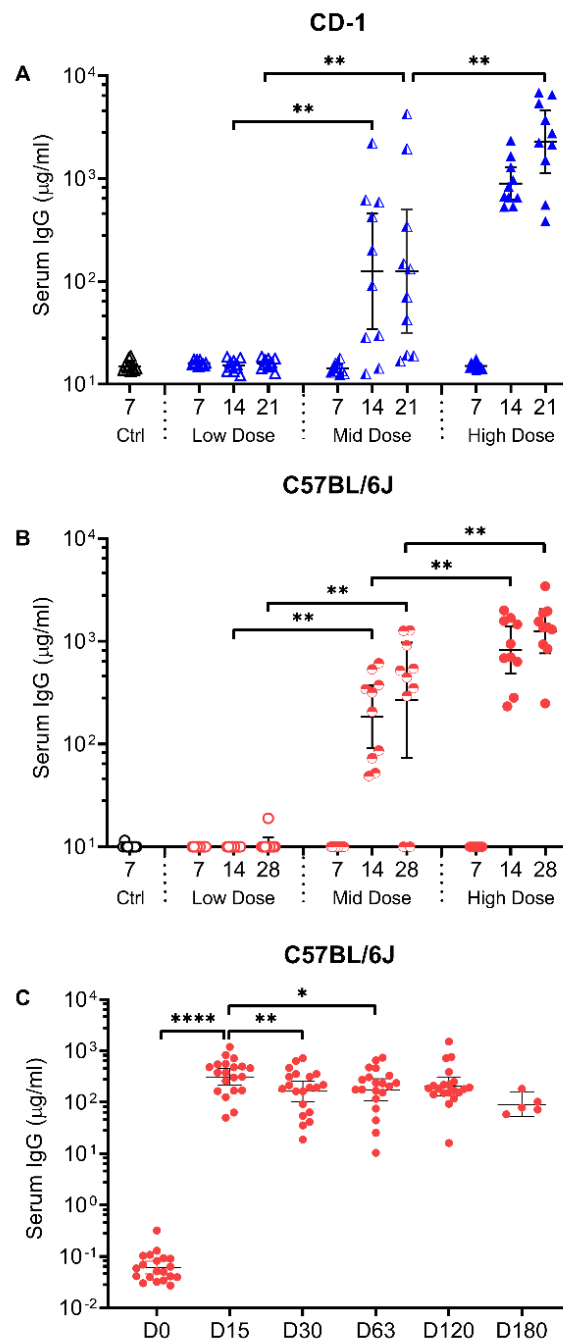 CD-1
A
** **
**
10⁴
10³
10²
10¹
Serum IgG (μg/ml)
7 7 14 21 7 14 21 7 14 21
Ctrl Low Dose Mid Dose High Dose
C57BL/6J
B
**
**
**
**
10⁴
10³
10²
10¹
Serum IgG (μg/ml)
7 7 14 28 7 14 28 7 14 28
Ctrl Low Dose Mid Dose High Dose
C57BL/6J
C
*
**** **
10⁴
10³
10²
10¹
10⁰
10⁻¹
10⁻²
Serum IgG (μg/ml)
D0 D15 D30 D63 D120 D180